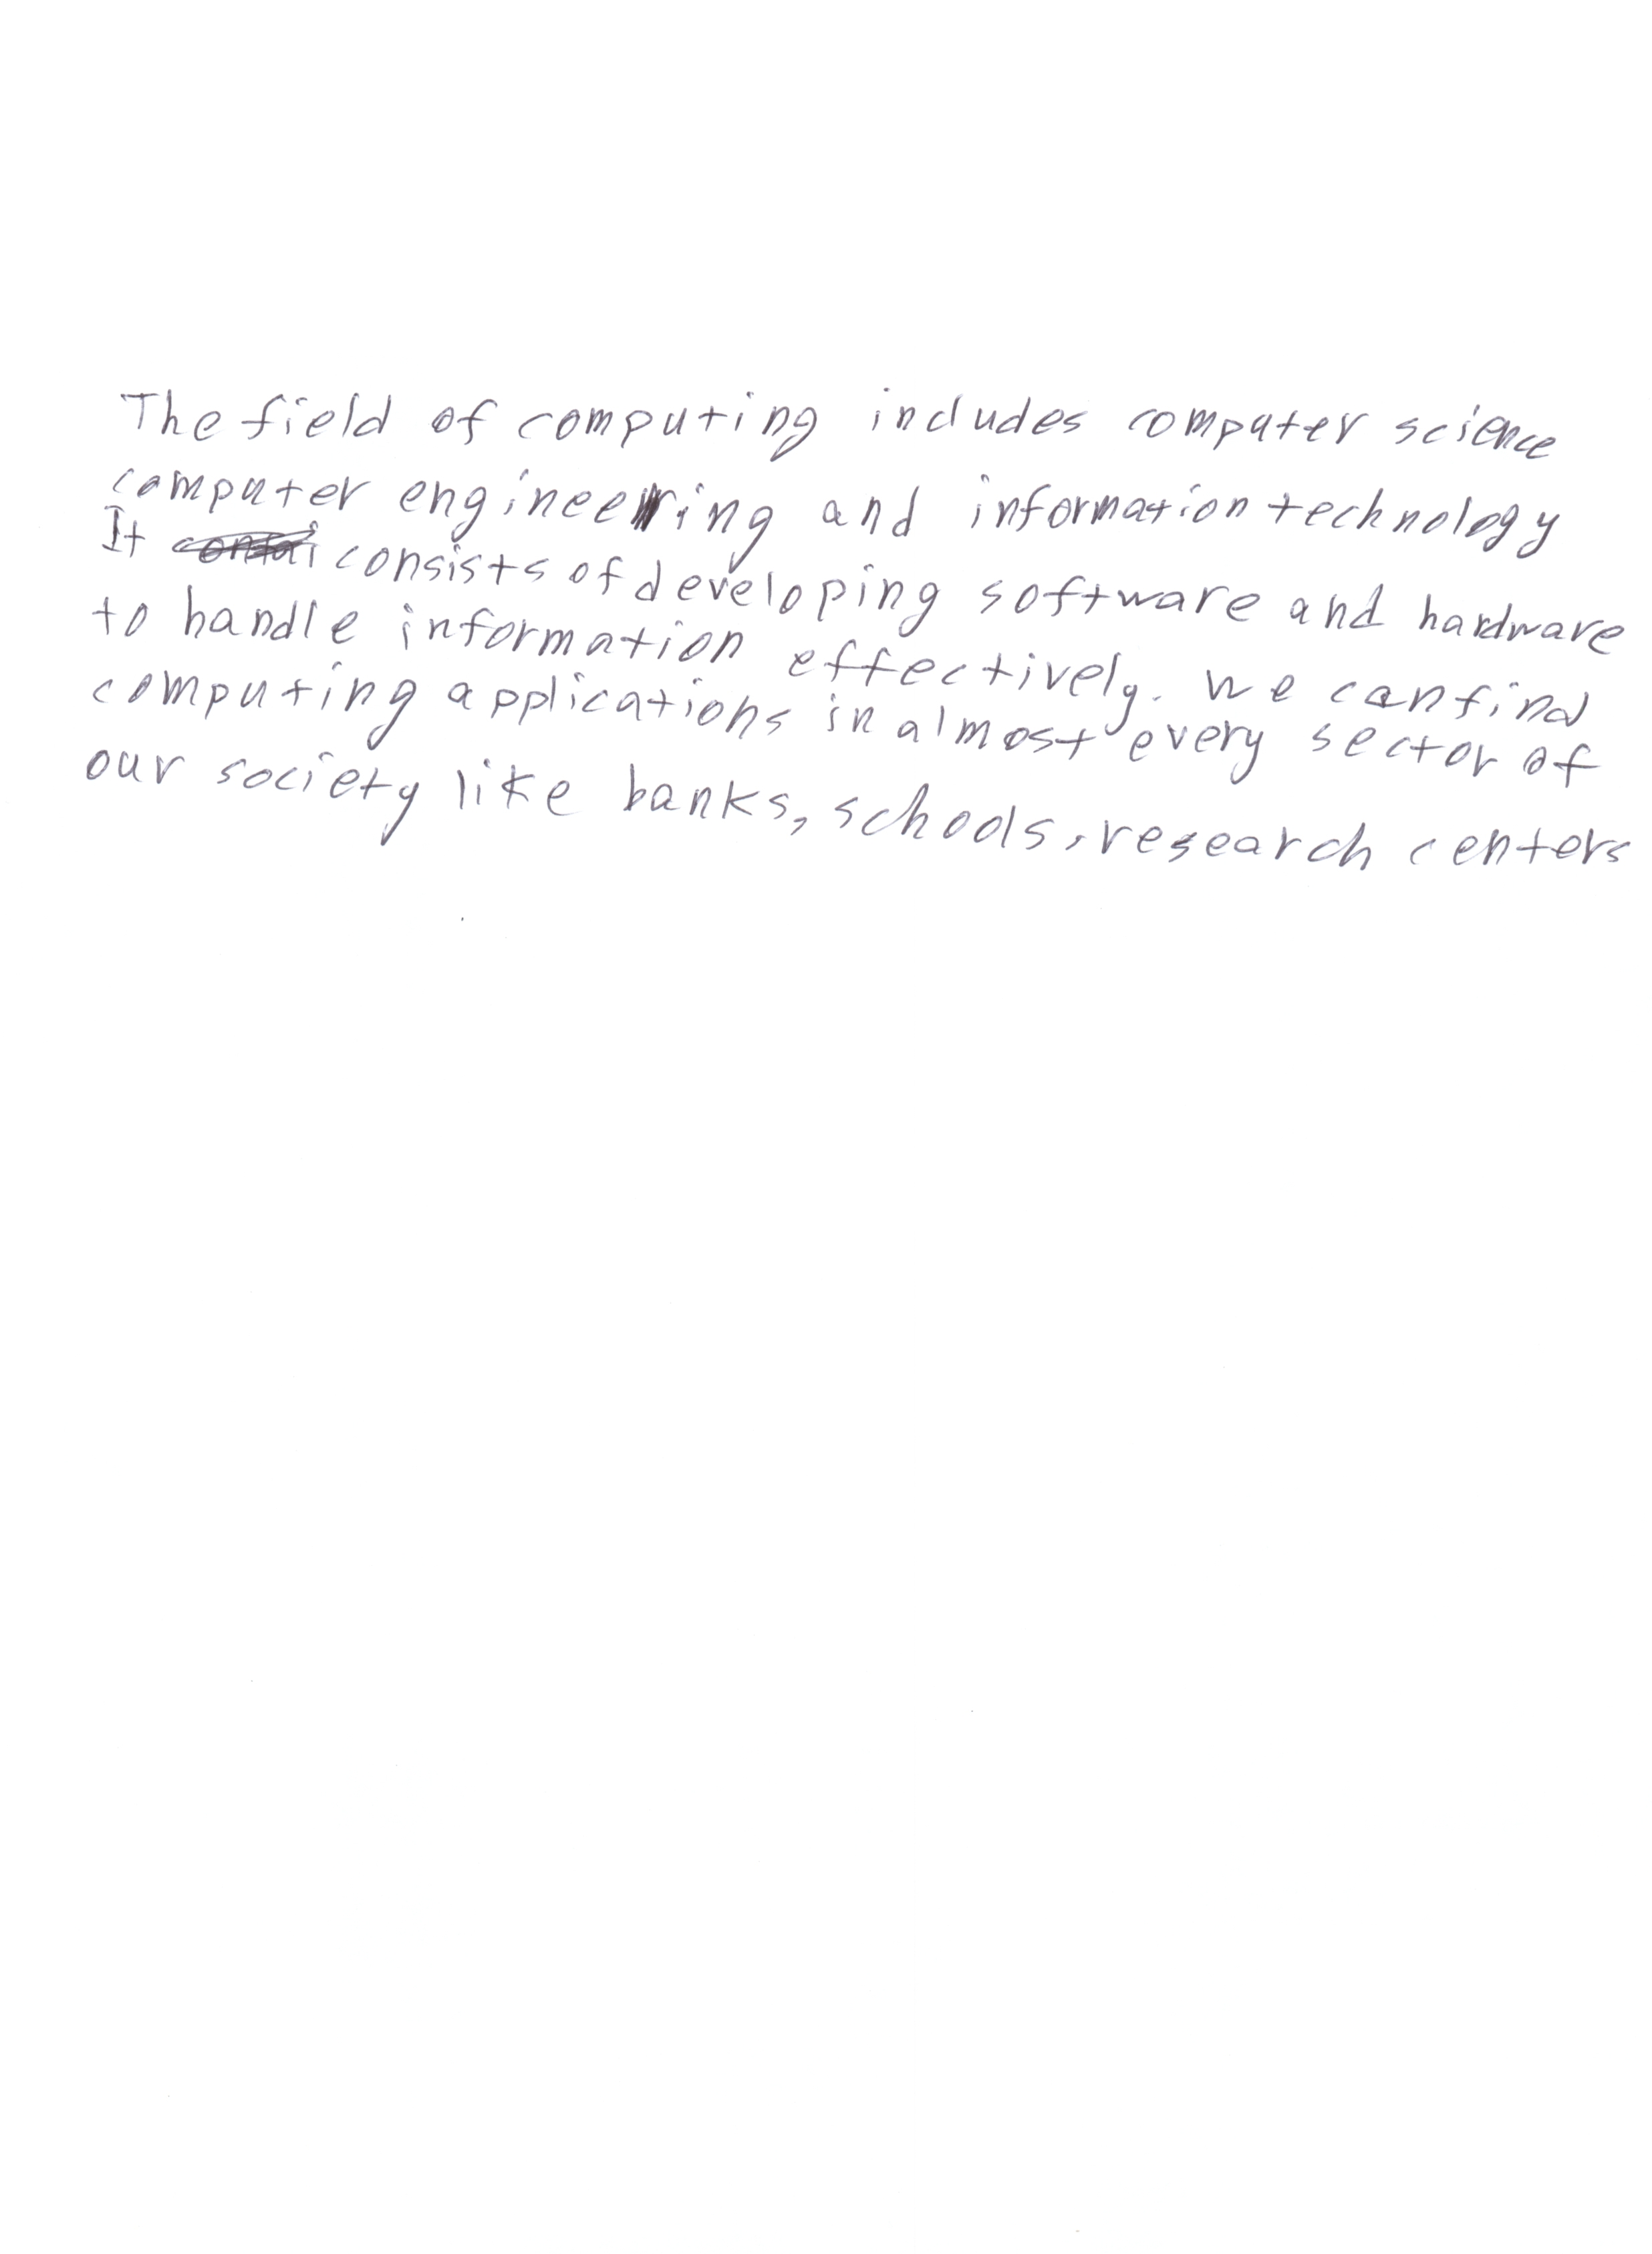 The field of computing includes computer science
computer engineering and information technology
It consists of developing software and hardware
to handle information effectively. We can find
computing applications in almost every sector of
our society like banks, schools, research centers